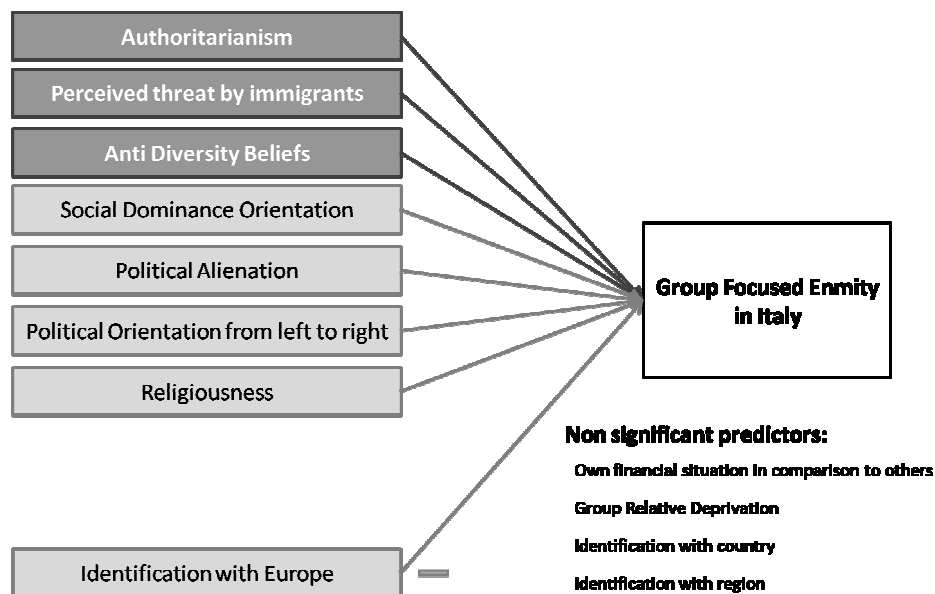 Authoritarianism
Perceived threat by immigrants
Anti Diversity Beliefs
Social Dominance Orientation
Political Alienation
Political Orientation from left to right
Religiousness
Identification with Europe
Group Focused Enmity
in Italy
Non significant predictors:
Own financial situation in comparison to others
Group Relative Deprivation
Identification with country
Identification with region